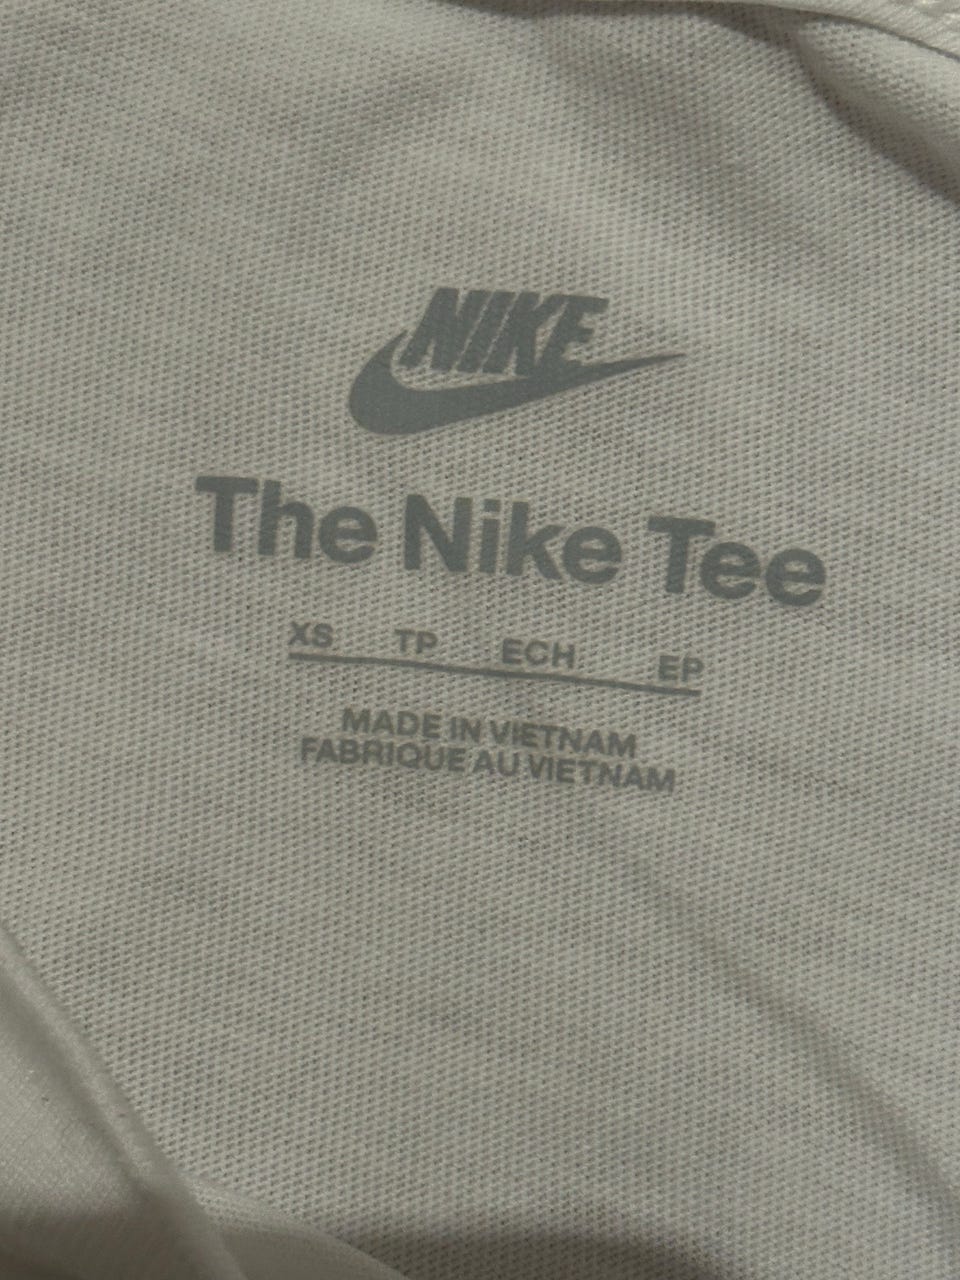 NIKE
The Nike Tee
XS TP ECH EP
MADE IN VIETNAM
FABRIQUE AU VIETNAM